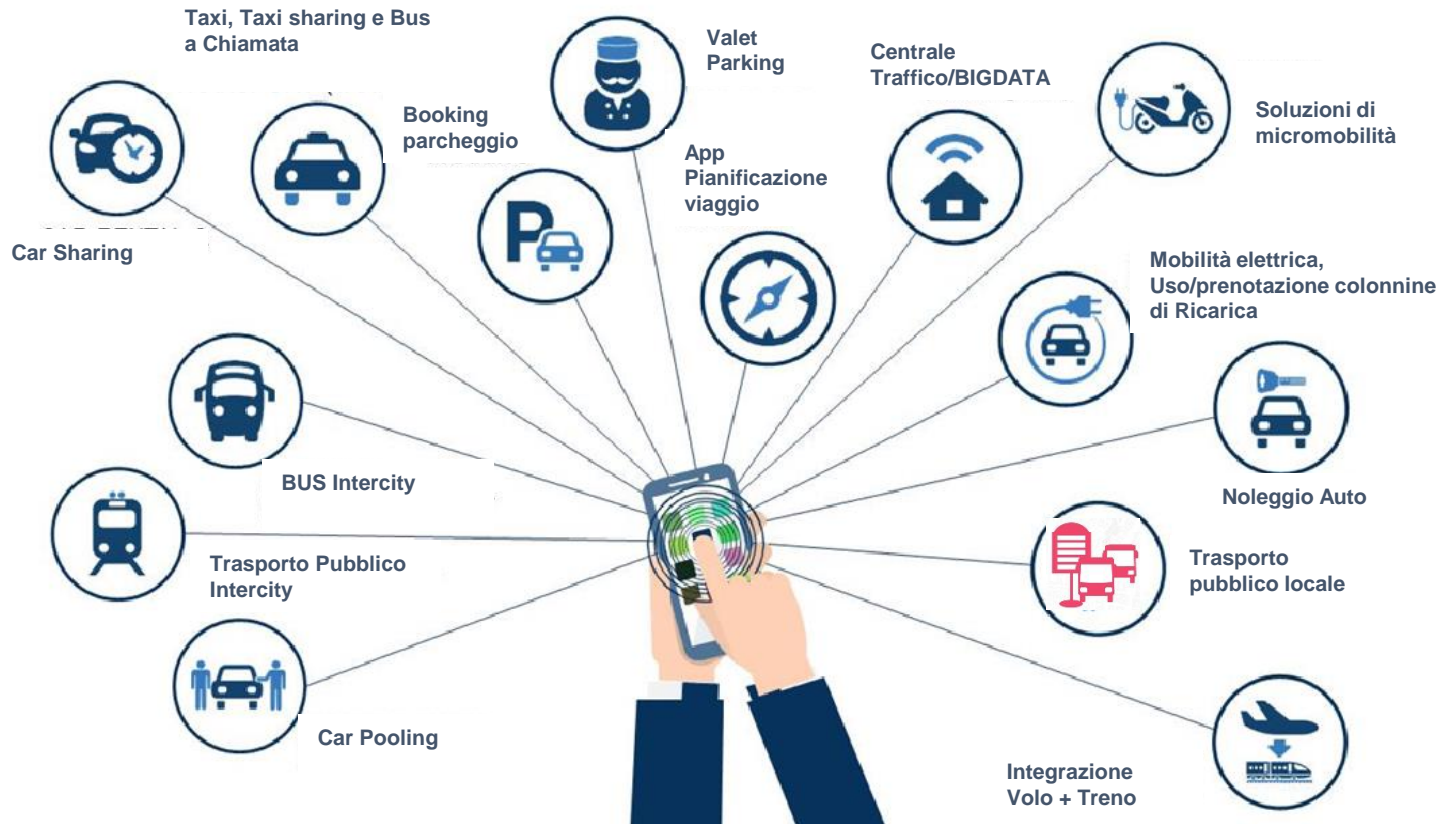 Taxi, Taxi sharing e Bus
a Chiamata
Valet
Parking
Centrale
Traffico/BIGDATA
Soluzioni di
micromobilità
Booking
parcheggio
App
Pianificazione
viaggio
Car Sharing
P
Mobilità elettrica,
Uso/prenotazione colonnine
di Ricarica
BUS Intercity
Noleggio Auto
Trasporto Pubblico
Intercity
Trasporto
pubblico locale
Car Pooling
Integrazione
Volo + Treno